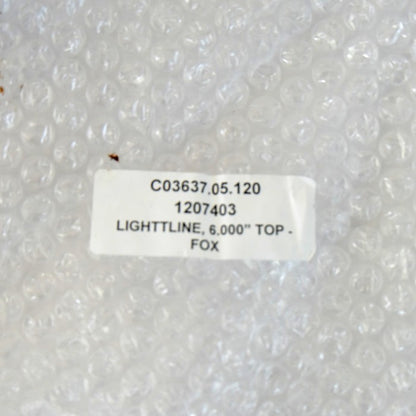 C03637.05.120
1207403
LIGHTTLINE, 6,000" TOP -
FOX